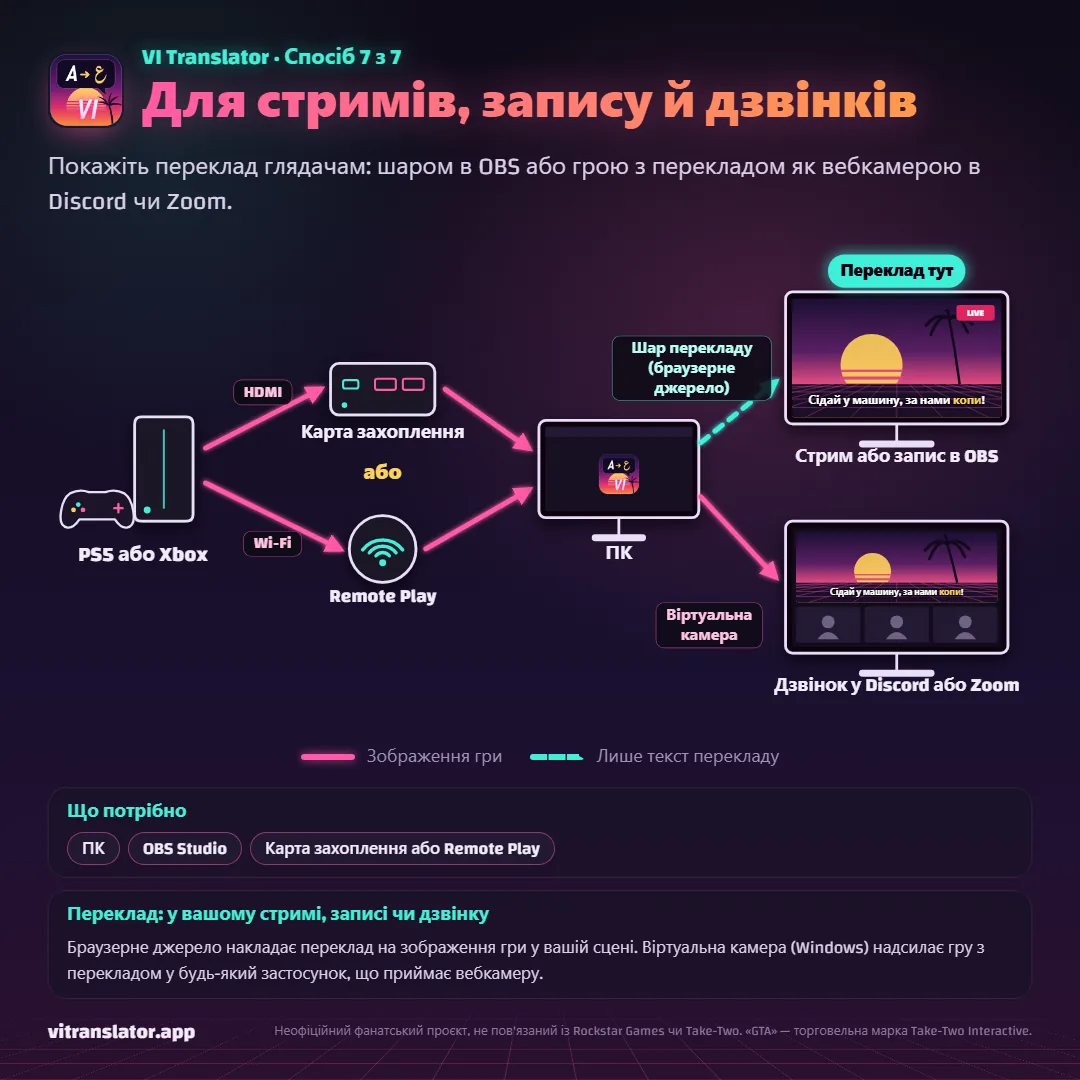 VI Translator · Спосіб 7 з 7
A→ع
VI
Для стримів, запису й дзвінків
Покажіть переклад глядачам: шаром в OBS або грою з перекладом як вебкамерою в
Discord чи Zoom.
Переклад тут
LIVE
Сідай у машину, за нами копи!
Стрим або запис в OBS
Шар перекладу
(браузерне
джерело)
HDMI
Карта захоплення
або
Wi-Fi
Remote Play
PS5 або Xbox
A→ع
VI
ПК
Віртуальна
камера
Сідай у машину, за нами копи!
Дзвінок у Discord або Zoom
Зображення гри
Лише текст перекладу
Що потрібно
ПК
OBS Studio
Карта захоплення або Remote Play
Переклад: у вашому стримі, записі чи дзвінку
Браузерне джерело накладає переклад на зображення гри у вашій сцені. Віртуальна камера (Windows) надсилає гру з
перекладом у будь-який застосунок, що приймає вебкамеру.
vitranslator.app
Неофіційний фанатський проєкт, не пов'язаний із Rockstar Games чи Take-Two. «GTA» — торговельна марка Take-Two Interactive.